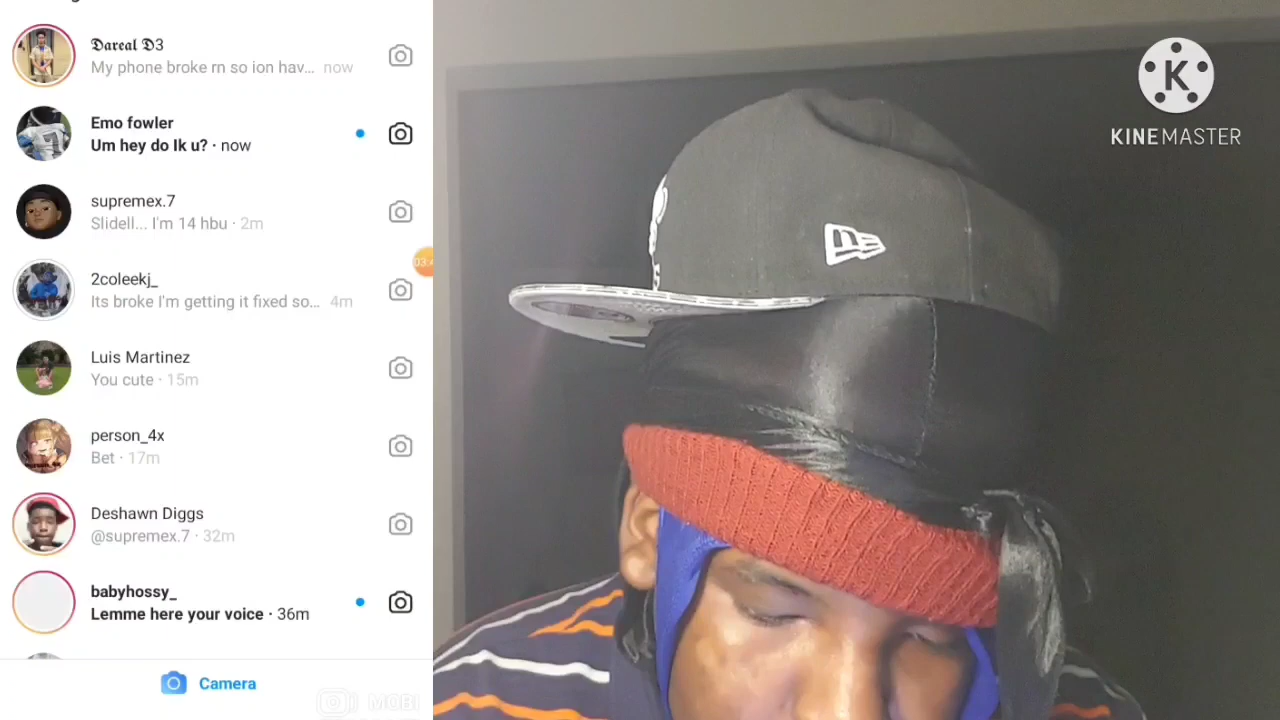 𝕯𝖆𝖗𝖊𝖆𝖑 𝕯3
My phone broke rn so ion hav... now
Emo fowler
Um hey do Ik u? · now
supremex.7
Slidell... I'm 14 hbu · 2m
2coleekj_
Its broke I'm getting it fixed so... 4m
Luis Martinez
You cute · 15m
person_4x
Bet · 17m
Deshawn Diggs
@supremex.7 · 32m
babyhossy_
Lemme here your voice · 36m
Camera
MOBI
K
KINEMASTER